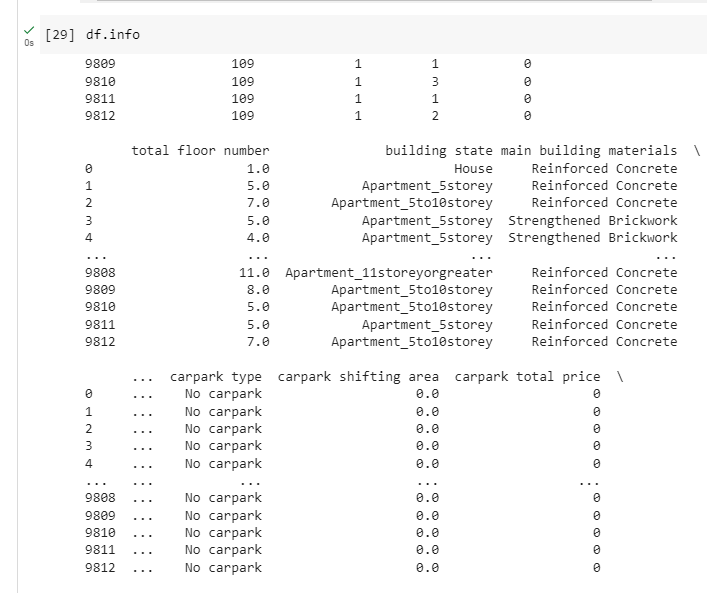 [29] df.info
0s
9809 109 1 1 0
9810 109 1 3 0
9811 109 1 1 0
9812 109 1 2 0
total floor number building state main building materials \
0 1.0 House Reinforced Concrete
1 5.0 Apartment_5storey Reinforced Concrete
2 7.0 Apartment_5to10storey Reinforced Concrete
3 5.0 Apartment_5storey Strengthened Brickwork
4 4.0 Apartment_5storey Strengthened Brickwork
... ... ... ...
9808 11.0 Apartment_11storeyorgreater Reinforced Concrete
9809 8.0 Apartment_5to10storey Reinforced Concrete
9810 5.0 Apartment_5to10storey Reinforced Concrete
9811 5.0 Apartment_5storey Reinforced Concrete
9812 7.0 Apartment_5to10storey Reinforced Concrete
... carpark type carpark shifting area carpark total price \
0 ... No carpark 0.0 0
1 ... No carpark 0.0 0
2 ... No carpark 0.0 0
3 ... No carpark 0.0 0
4 ... No carpark 0.0 0
... ... ... ... ...
9808 ... No carpark 0.0 0
9809 ... No carpark 0.0 0
9810 ... No carpark 0.0 0
9811 ... No carpark 0.0 0
9812 ... No carpark 0.0 0